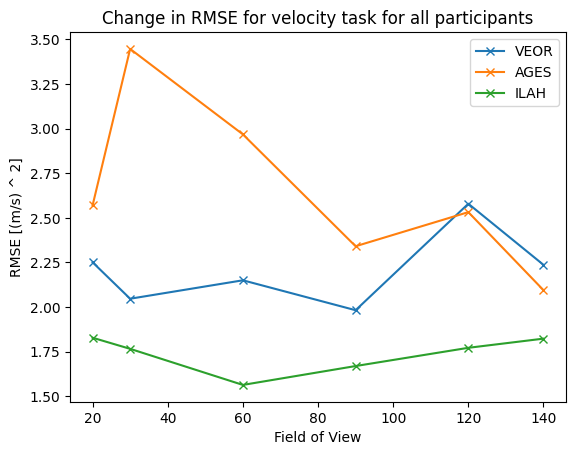 Change in RMSE for velocity task for all participants
VEOR
AGES
ILAH
RMSE [(m/s) ^ 2]
3.50
3.25
3.00
2.75
2.50
2.25
2.00
1.75
1.50
20 40 60 80 100 120 140
Field of View